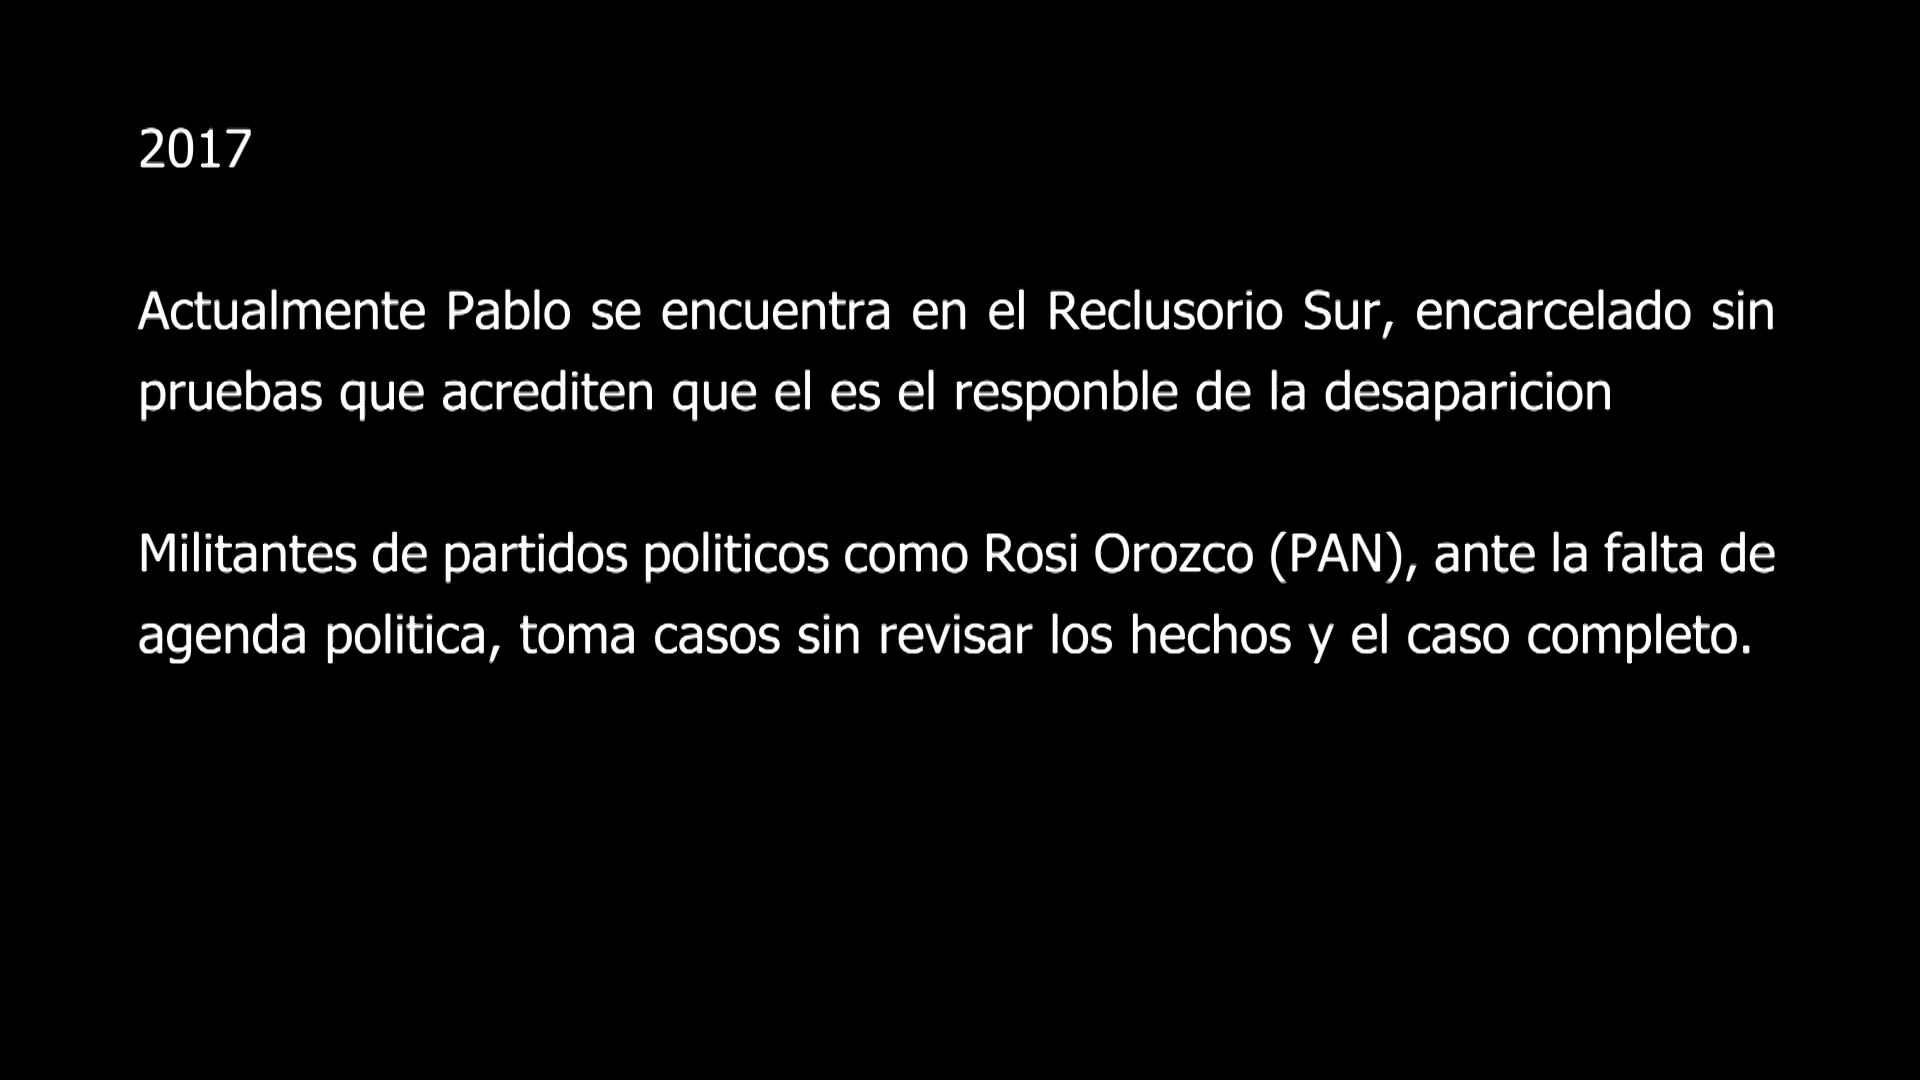 2017
Actualmente Pablo se encuentra en el Reclusorio Sur, encarcelado sin
pruebas que acrediten que el es el responble de la desaparicion
Militantes de partidos politicos como Rosi Orozco (PAN), ante la falta de
agenda politica, toma casos sin revisar los hechos y el caso completo.